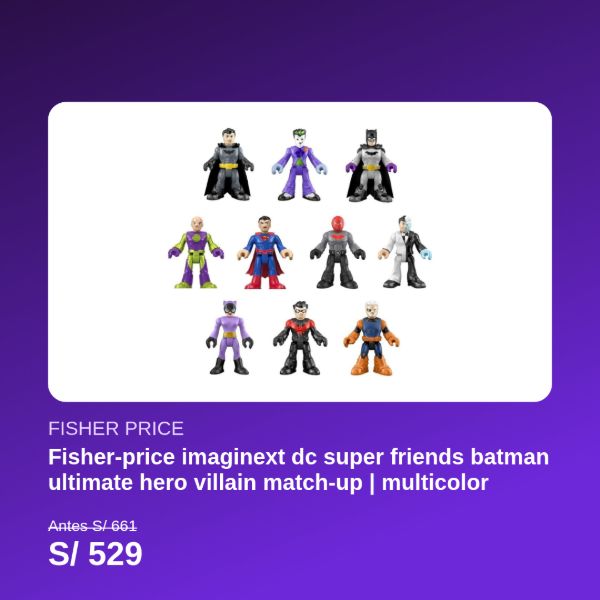 FISHER PRICE
Fisher-price imaginext dc super friends batman
ultimate hero villain match-up | multicolor
Antes S/ 661
S/ 529